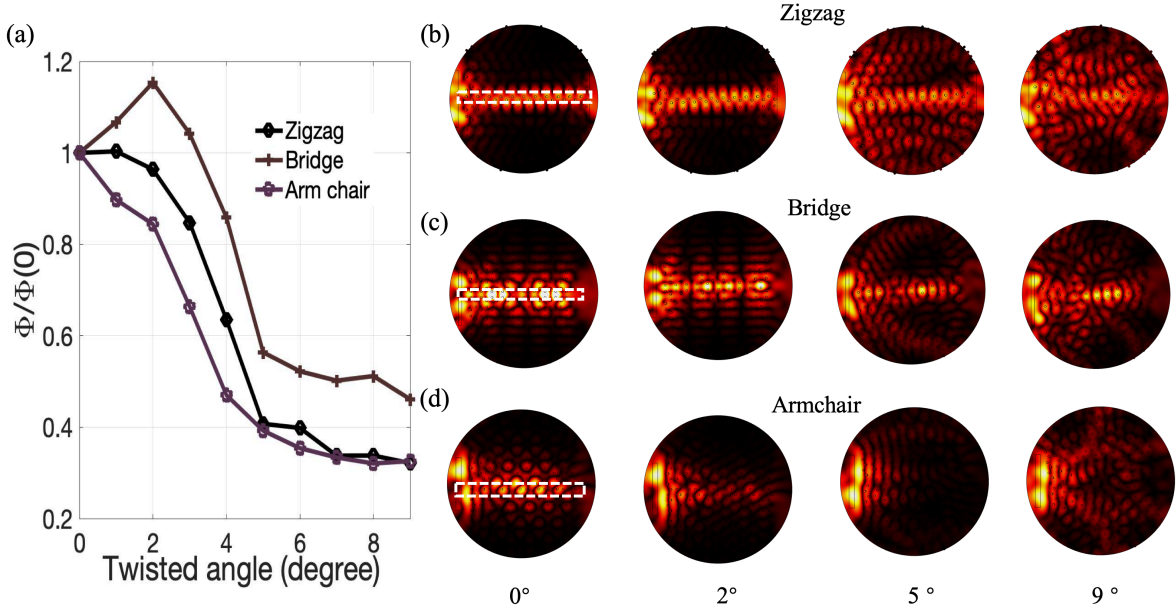 (a)
1.2
1
0.8
0.6
0.4
0.2
Φ/Φ(0)
Zigzag
Bridge
Arm chair
0 2 4 6 8
Twisted angle (degree)
(b) Zigzag
(c) Bridge
(d) Armchair
0° 2° 5 ° 9 °